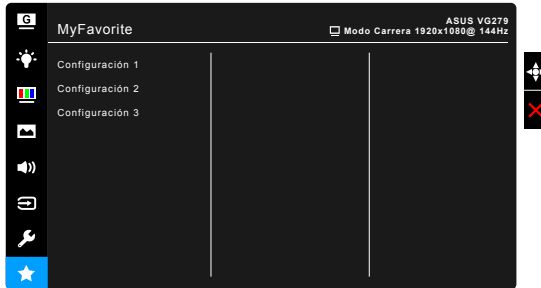 G
MyFavorite
ASUS VG279
Modo Carrera 1920x1080@ 144Hz
Configuración 1
Configuración 2
Configuración 3